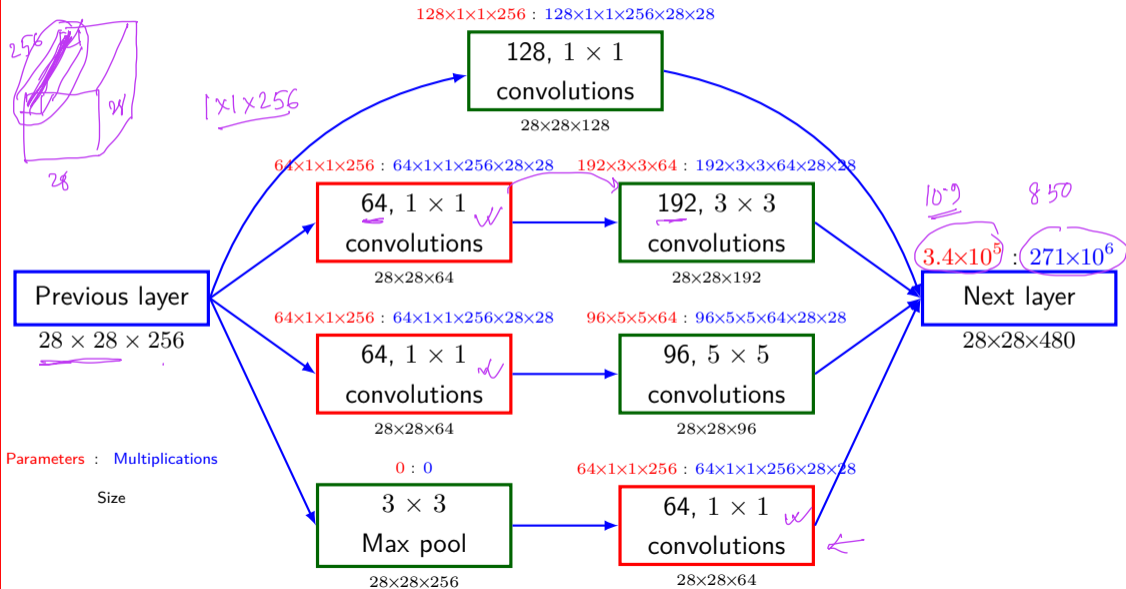 128×1×1×256 : 128×1×1×256×28×28
128, 1 × 1
convolutions
28×28×128
256
28
28
1×1×256
64×1×1×256 : 64×1×1×256×28×28
64, 1 × 1
convolutions
28×28×64
192×3×3×64 : 192×3×3×64×28×28
192, 3 × 3
convolutions
28×28×192
Previous layer
28 × 28 × 256
64×1×1×256 : 64×1×1×256×28×28
64, 1 × 1
convolutions
28×28×64
96×5×5×64 : 96×5×5×64×28×28
96, 5 × 5
convolutions
28×28×96
10.9
850
3.4×10⁵ : 271×10⁶
Next layer
28×28×480
Parameters : Multiplications
Size
0 : 0
3 × 3
Max pool
28×28×256
64×1×1×256 : 64×1×1×256×28×28
64, 1 × 1
convolutions
28×28×64